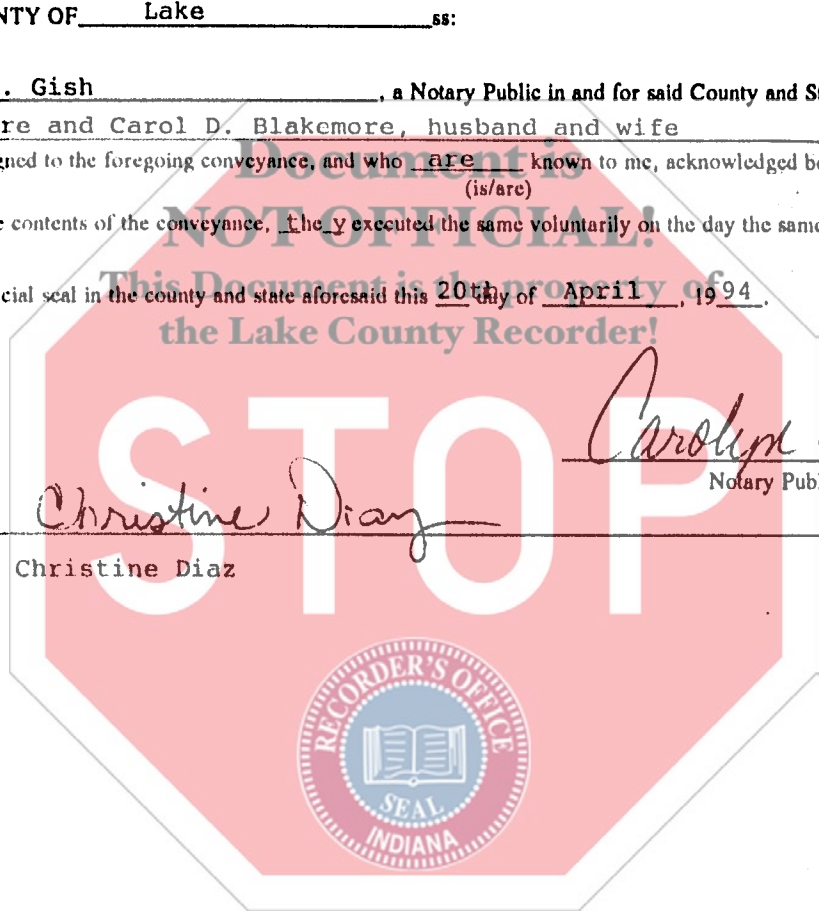 NTY OF Lake ss:
. Gish , a Notary Public in and for said County and S
re and Carol D. Blakemore, husband and wife
gned to the foregoing conveyance, and who are known to me, acknowledged be
(is/are)
e contents of the conveyance, the y executed the same voluntarily on the day the same
cial seal in the county and state aforesaid this 20th day of April , 19 94 .
Document is
NOT OFFICIAL!
This Document is the property of
the Lake County Recorder!
STOP
Carolyn
Notary Publ
Christine Diaz
Christine Diaz
RECORDER'S OFFICE
SEAL
INDIANA